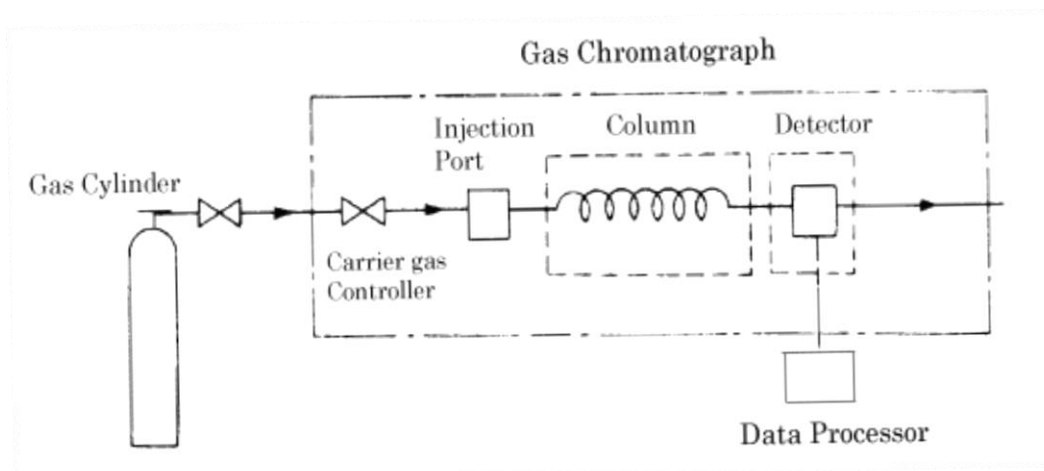 Gas Chromatograph
Injection
Port
Column
Detector
Gas Cylinder
Carrier gas
Controller
Data Processor